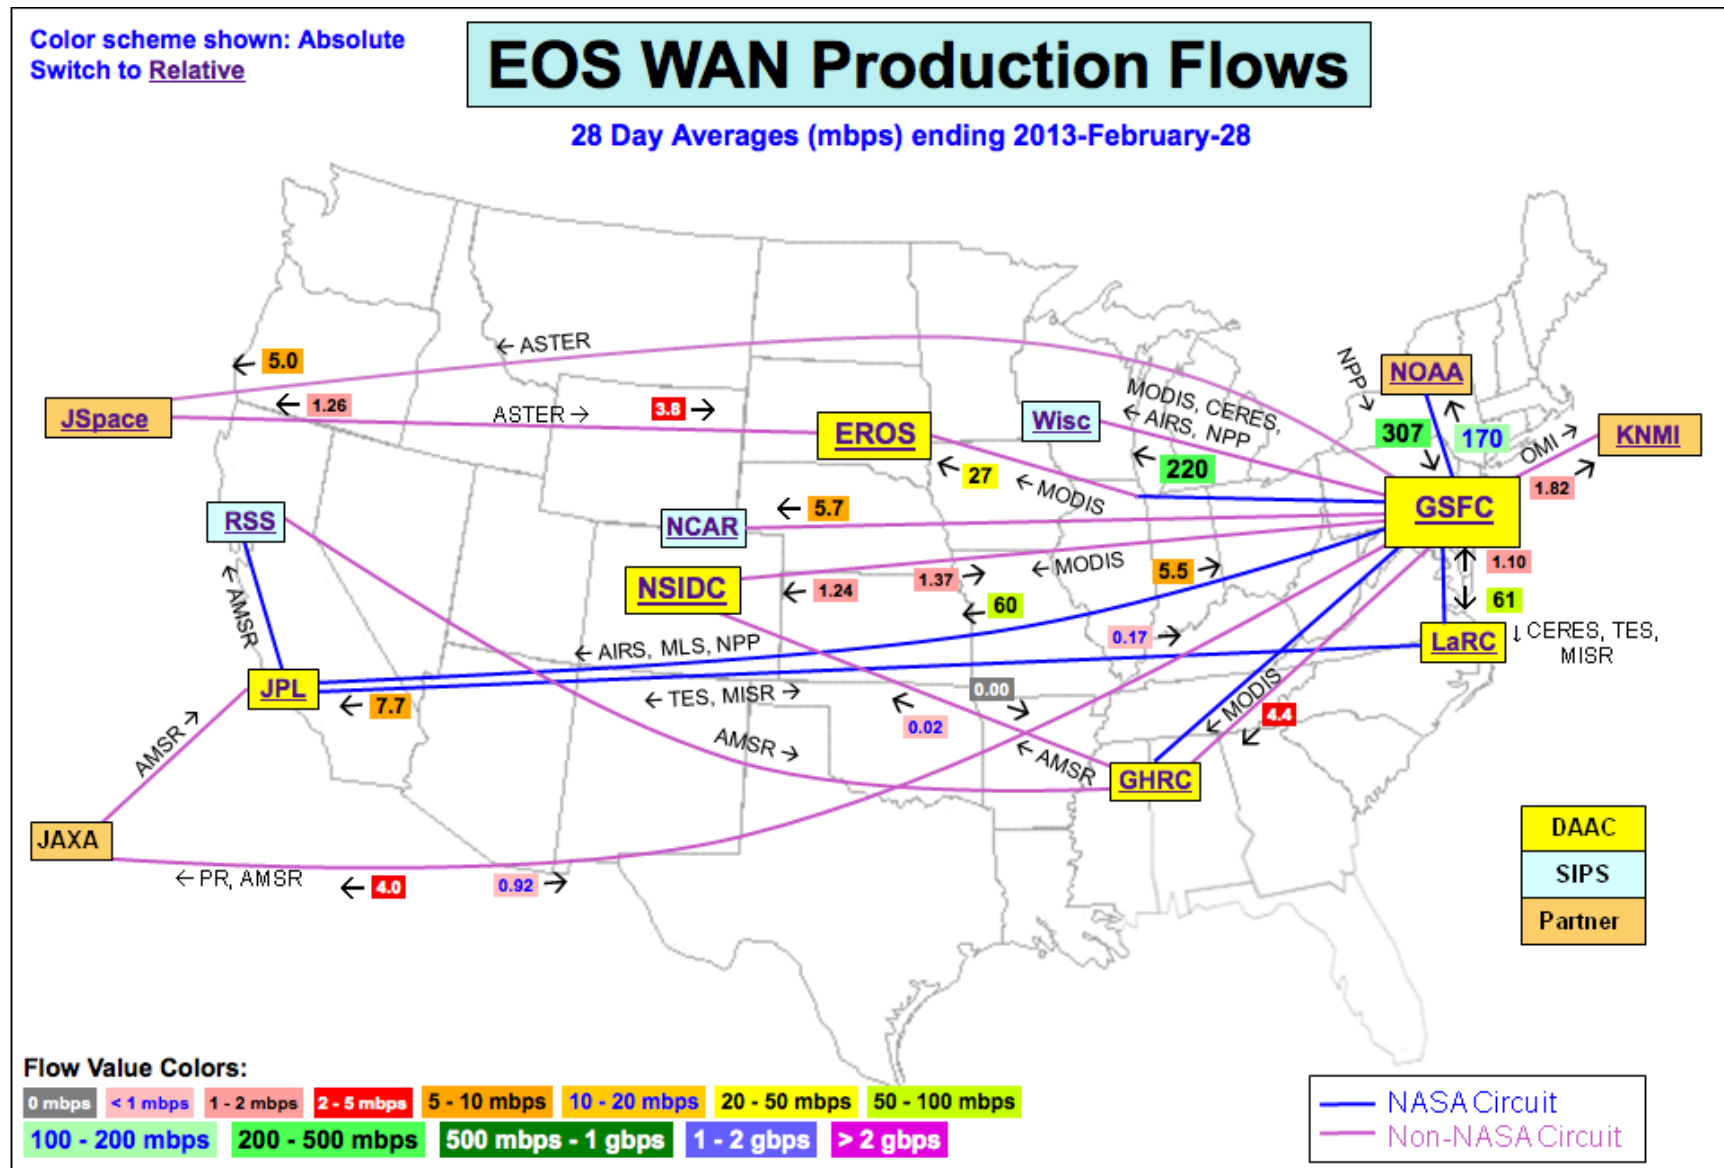 Color scheme shown: Absolute
Switch to Relative
EOS WAN Production Flows
28 Day Averages (mbps) ending 2013-February-28
← ASTER
← 5.0
← 1.26
JSpace
ASTER →
3.8 →
EROS
← 27
← MODIS
Wisc
MODIS, CERES,
← AIRS, NPP
← 220
NPP →
NOAA
307
170
OMI →
KNMI
1.82
GSFC
RSS
NCAR
← 5.7
NSIDC
← 1.24
1.37 →
← MODIS
5.5 →
← 60
1.10
61
← AMSR
← AIRS, MLS, NPP
0.17 →
LaRC
↓ CERES, TES,
MISR
JPL
← 7.7
← TES, MISR →
0.00
0.02
← MODIS
4.4
AMSR →
AMSR →
← AMSR
GHRC
JAXA
← PR, AMSR
← 4.0
0.92 →
DAAC
SIPS
Partner
Flow Value Colors:
0 mbps < 1 mbps 1 - 2 mbps 2 - 5 mbps 5 - 10 mbps 10 - 20 mbps 20 - 50 mbps 50 - 100 mbps
100 - 200 mbps 200 - 500 mbps 500 mbps - 1 gbps 1 - 2 gbps > 2 gbps
NASA Circuit
Non-NASA Circuit